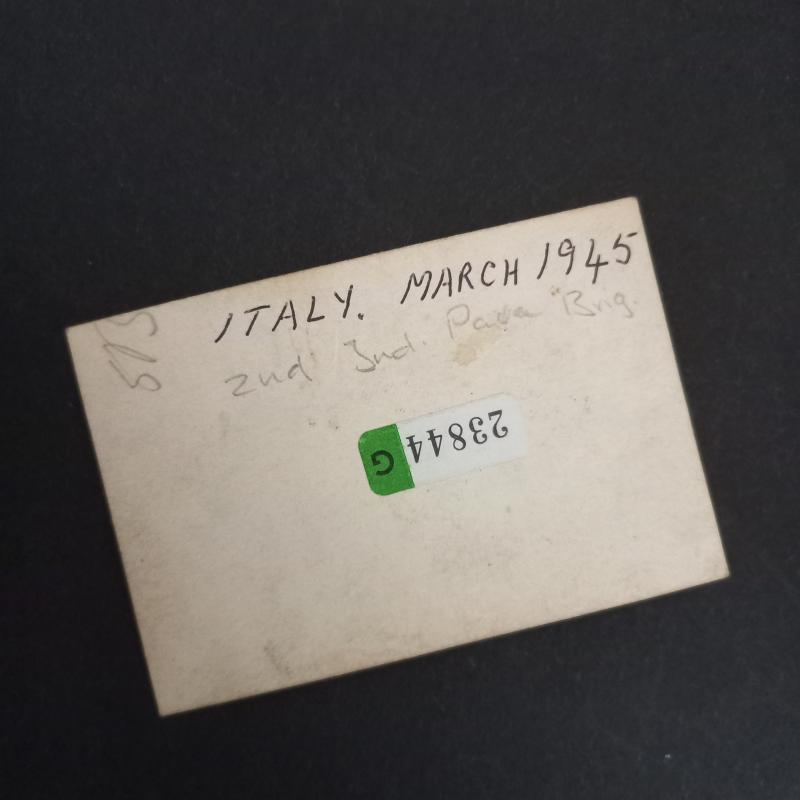 ITALY. MARCH 1945
2nd Ind. Para Brig.
23844 G